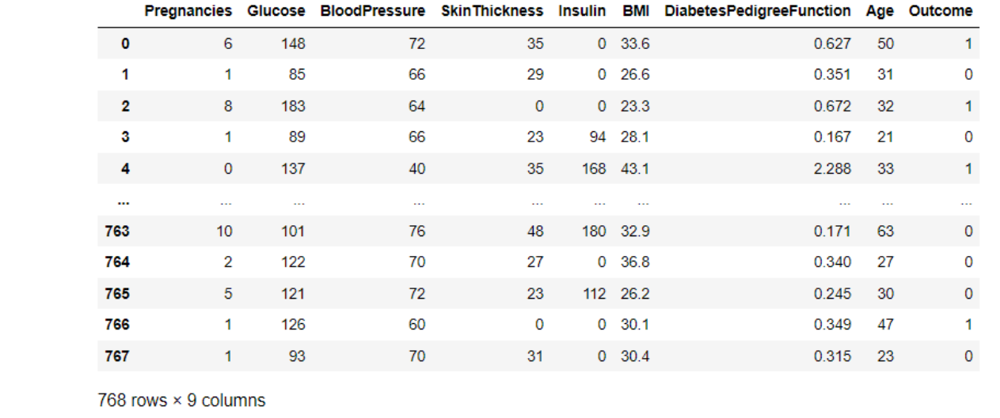 Pregnancies Glucose BloodPressure SkinThickness Insulin BMI DiabetesPedigreeFunction Age Outcome
0 6 148 72 35 0 33.6 0.627 50 1
1 1 85 66 29 0 26.6 0.351 31 0
2 8 183 64 0 0 23.3 0.672 32 1
3 1 89 66 23 94 28.1 0.167 21 0
4 0 137 40 35 168 43.1 2.288 33 1
... ... ... ... ... ... ... ... ... ...
763 10 101 76 48 180 32.9 0.171 63 0
764 2 122 70 27 0 36.8 0.340 27 0
765 5 121 72 23 112 26.2 0.245 30 0
766 1 126 60 0 0 30.1 0.349 47 1
767 1 93 70 31 0 30.4 0.315 23 0
768 rows × 9 columns